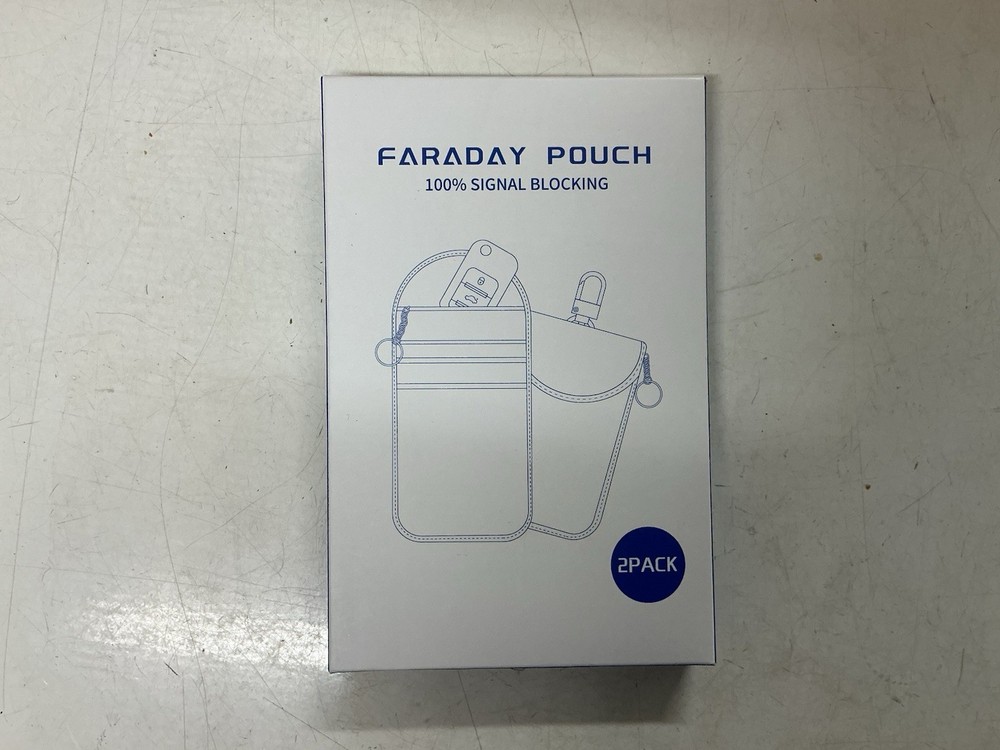 FARADAY POUCH
100% SIGNAL BLOCKING
2PACK